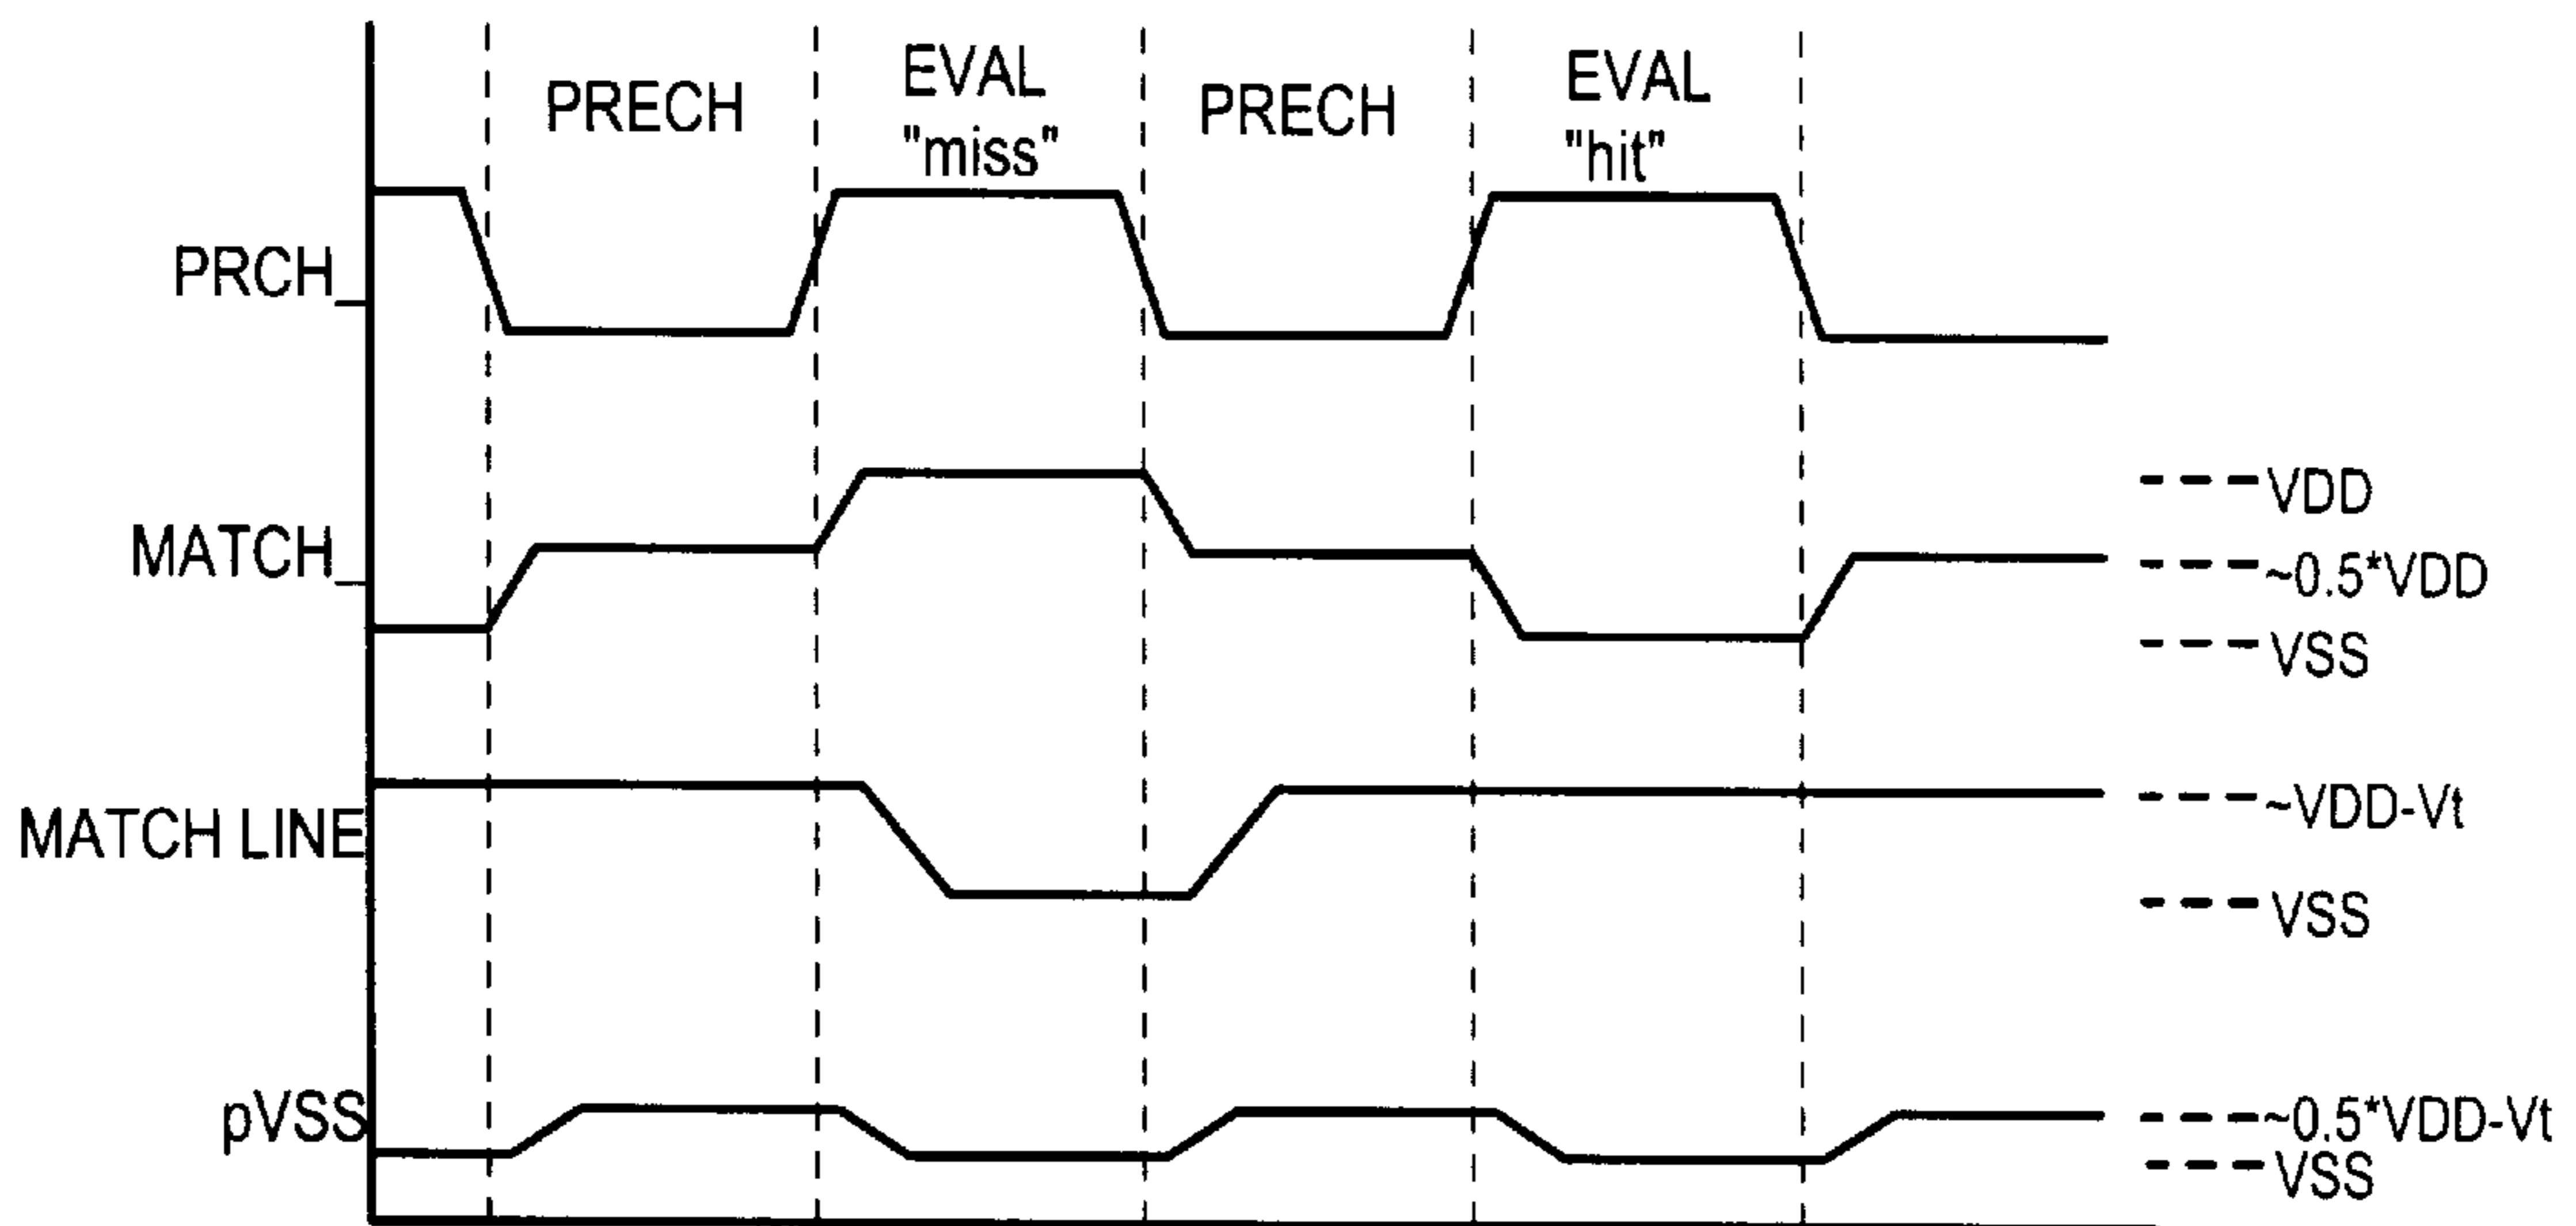 PRECH
EVAL
"miss"
PRECH
EVAL
"hit"
PRCH_
MATCH_
VDD
~0.5*VDD
VSS
MATCH LINE
~VDD-Vt
VSS
pVSS
~0.5*VDD-Vt
VSS